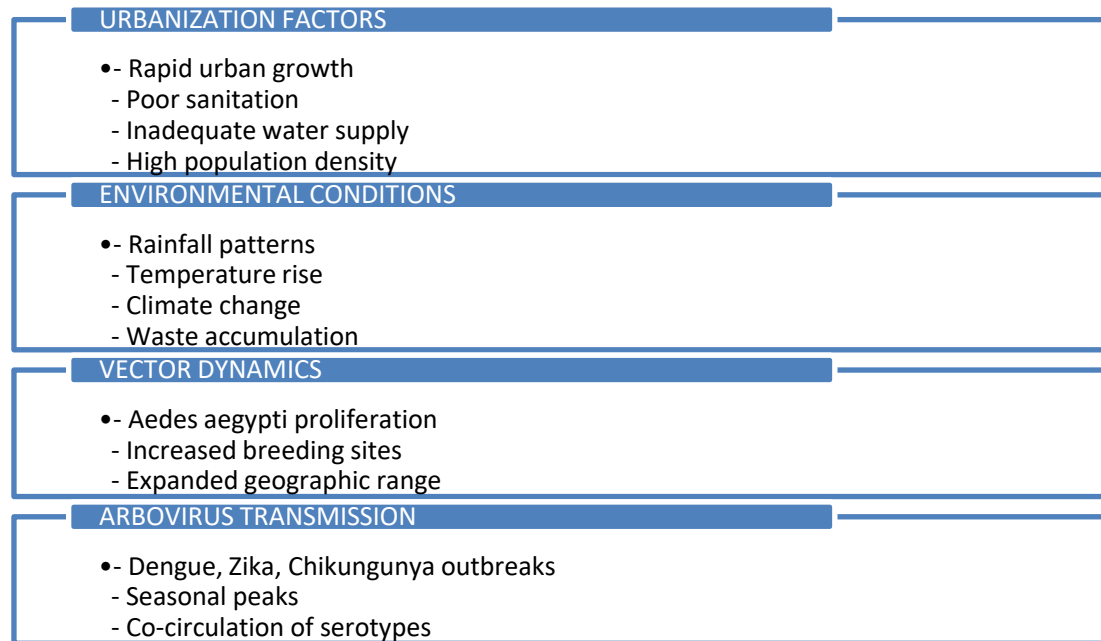 URBANIZATION FACTORS
•- Rapid urban growth
- Poor sanitation
- Inadequate water supply
- High population density
ENVIRONMENTAL CONDITIONS
•- Rainfall patterns
- Temperature rise
- Climate change
- Waste accumulation
VECTOR DYNAMICS
•- Aedes aegypti proliferation
- Increased breeding sites
- Expanded geographic range
ARBOVIRUS TRANSMISSION
•- Dengue, Zika, Chikungunya outbreaks
- Seasonal peaks
- Co-circulation of serotypes